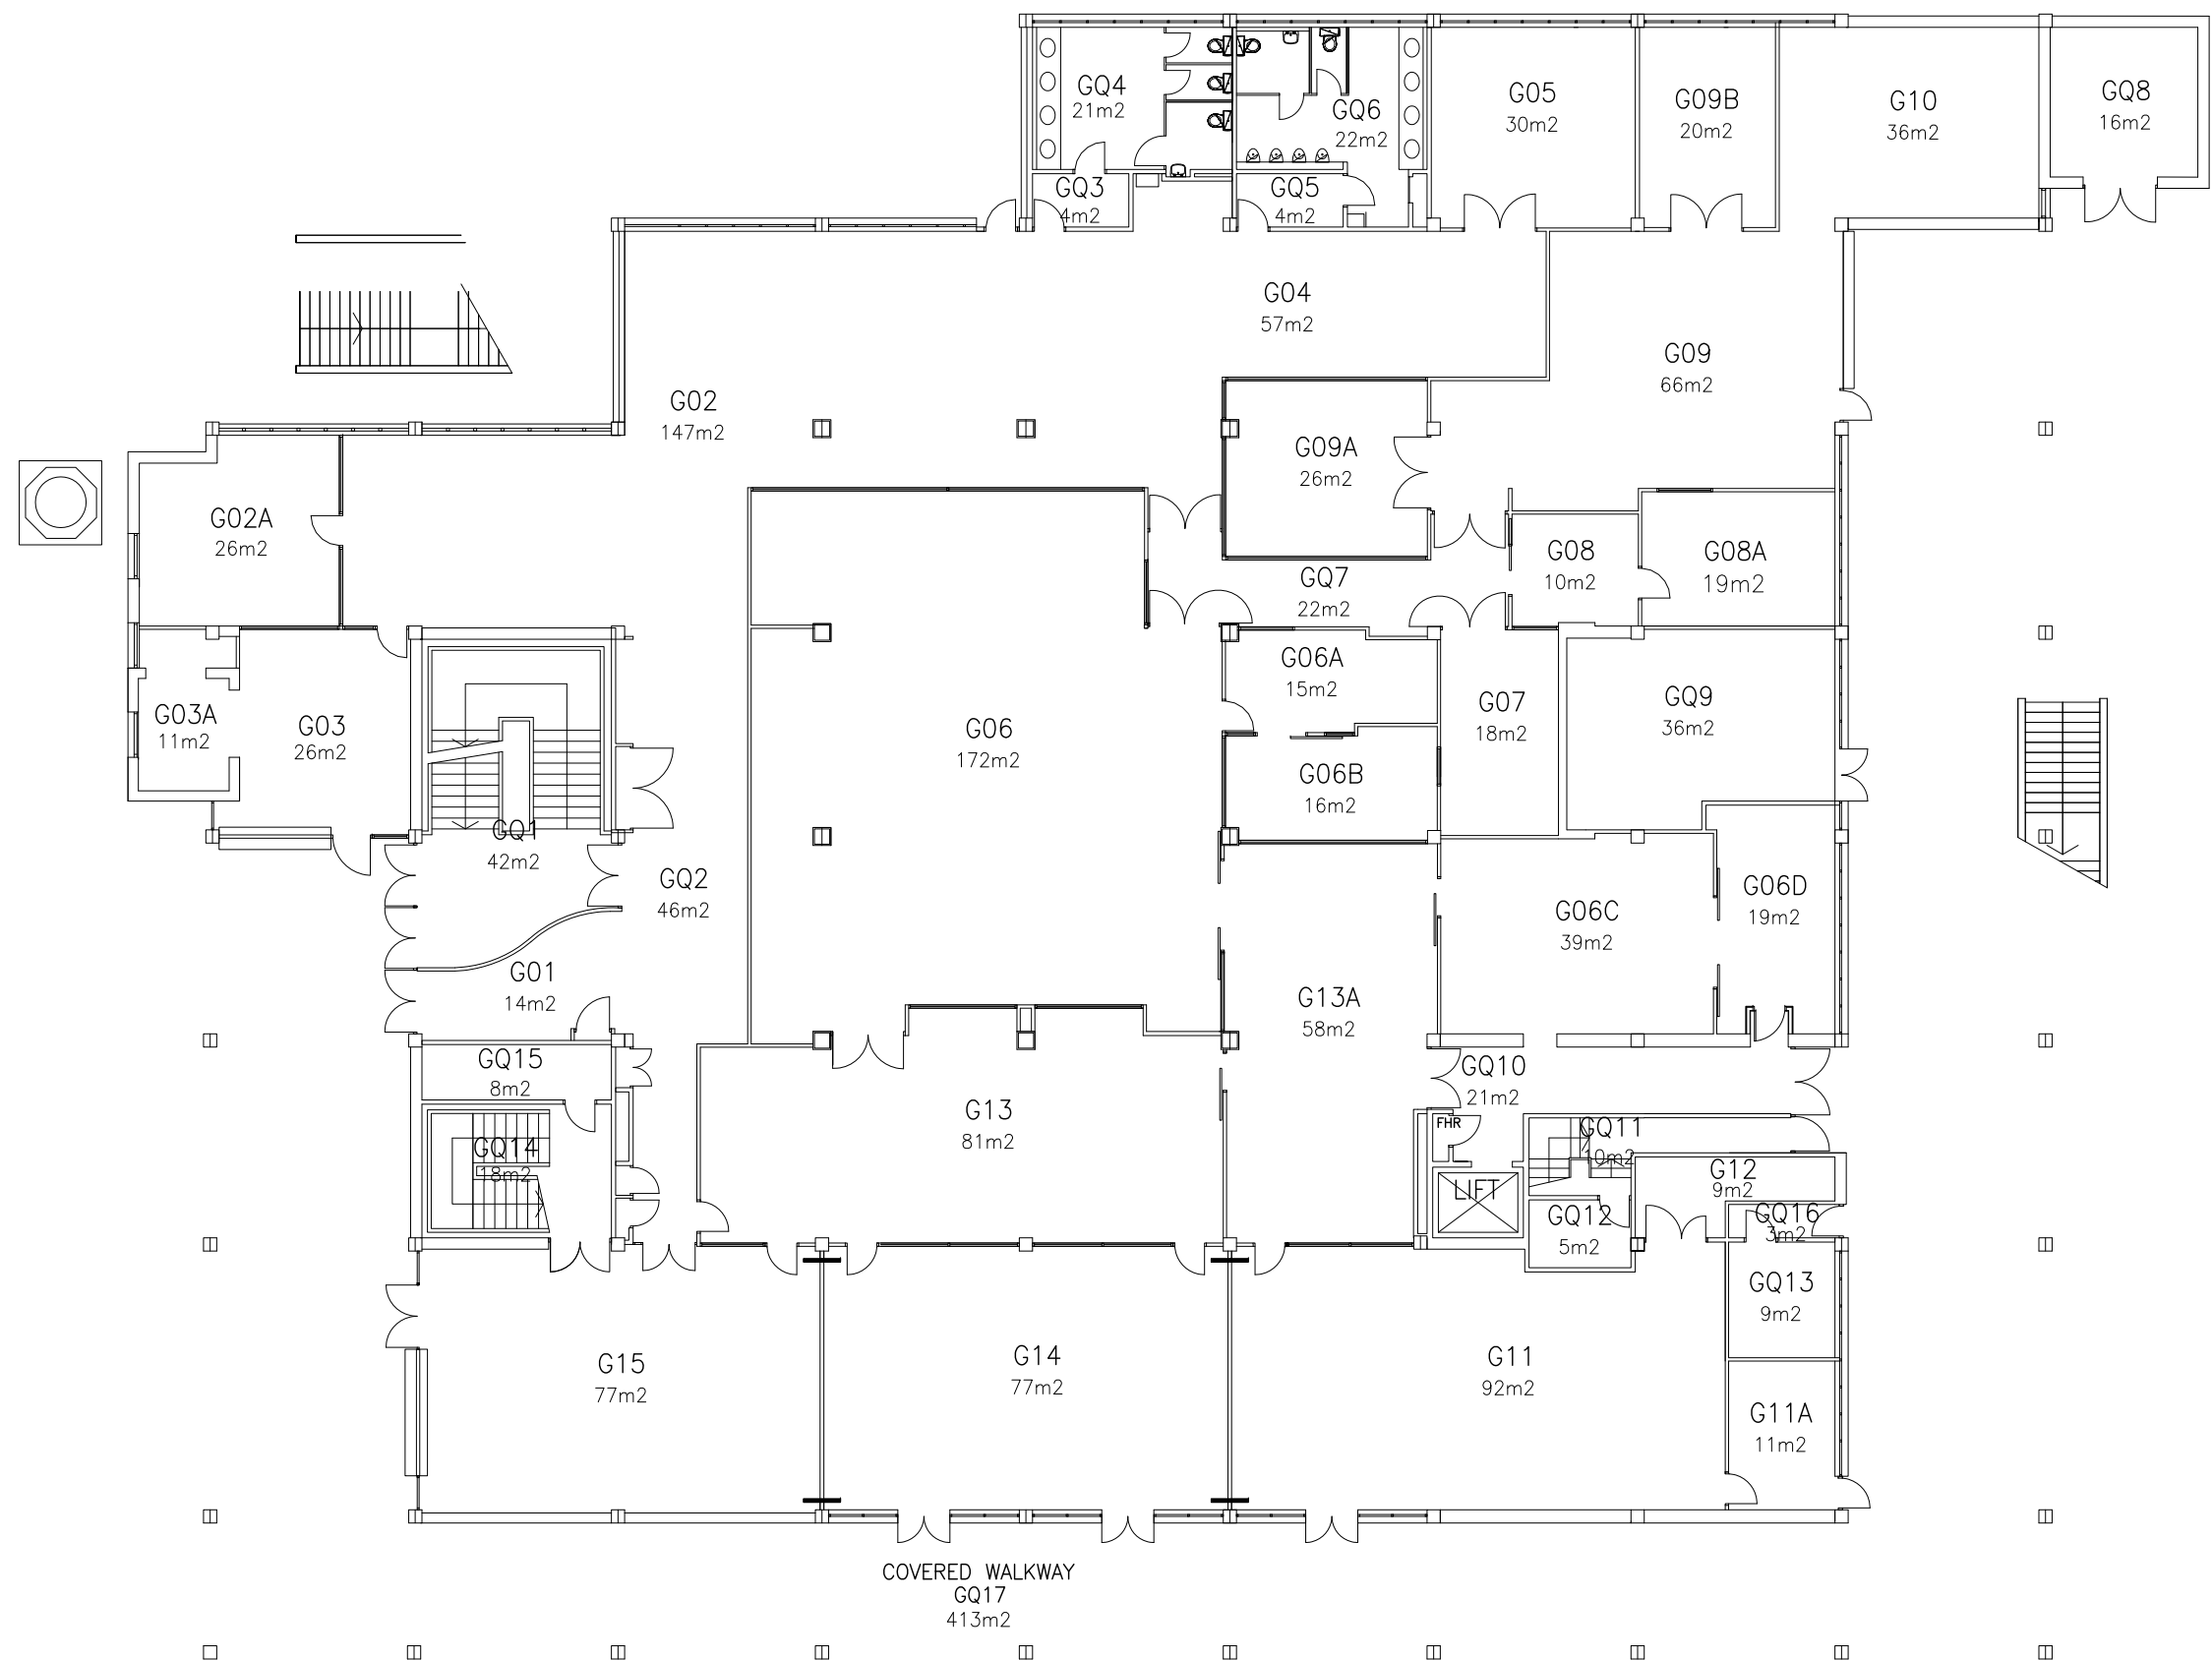 GQ4
21m2
GQ6
22m2
G05
30m2
G09B
20m2
G10
36m2
GQ8
16m2
GQ3
4m2
GQ5
4m2
G04
57m2
G09
66m2
G02
147m2
G09A
26m2
G02A
26m2
G08
10m2
G08A
19m2
GQ7
22m2
G06A
15m2
G03A
11m2
G03
26m2
G06
172m2
G07
18m2
GQ9
36m2
G06B
16m2
GQ1
42m2
GQ2
46m2
G06C
39m2
G06D
19m2
G01
14m2
G13A
58m2
GQ15
8m2
GQ10
21m2
G13
81m2
FHR
GQ11
10m2
GQ14
18m2
G12
9m2
LIFT
GQ12
5m2
GQ16
3m2
GQ13
9m2
G15
77m2
G14
77m2
G11
92m2
G11A
11m2
COVERED WALKWAY
GQ17
413m2